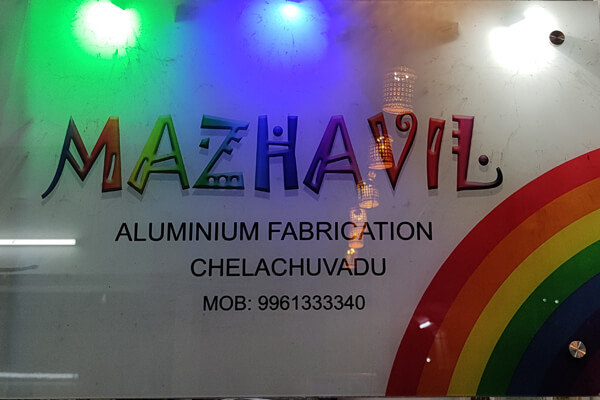 MAZHAVIL
ALUMINIUM FABRICATION
CHELACHUVADU
MOB: 9961333340